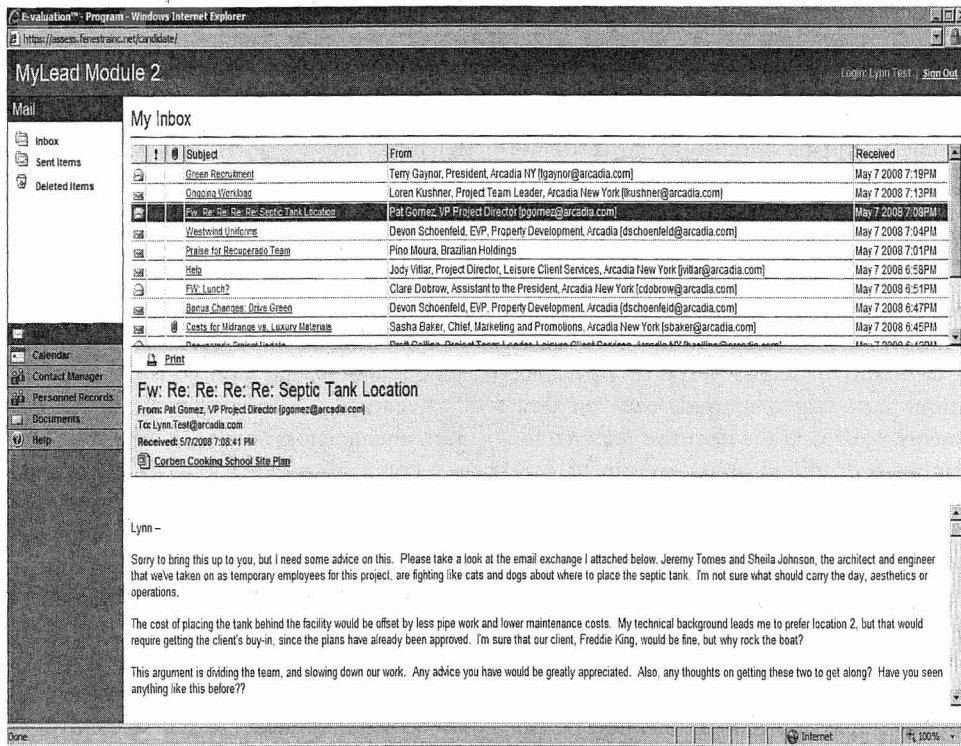 E-valuation™ - Program - Windows Internet Explorer
https://assess.fenestrainc.net/candidate/
MyLead Module 2
Login: Lynn Test | Sign Out
Mail
Inbox
Sent Items
Deleted Items
Mail
Calendar
Contact Manager
Personnel Records
Documents
Help
My Inbox
! Subject From Received
Green Recruitment Terry Gaynor, President, Arcadia NY [tgaynor@arcadia.com] May 7 2008 7:19PM
Ongoing Workload Loren Kushner, Project Team Leader, Arcadia New York [lkushner@arcadia.com] May 7 2008 7:13PM
Fw: Re: Re: Re: Re: Septic Tank Location Pat Gomez, VP Project Director [pgomez@arcadia.com] May 7 2008 7:08PM
Westwind Uniforms Devon Schoenfeld, EVP, Property Development, Arcadia [dschoenfeld@arcadia.com] May 7 2008 7:04PM
Praise for Recuperado Team Pino Moura, Brazilian Holdings May 7 2008 7:01PM
Help Jody Villar, Project Director, Leisure Client Services, Arcadia New York [jvillar@arcadia.com] May 7 2008 6:58PM
FW: Lunch? Clare Dobrow, Assistant to the President, Arcadia New York [cdobrow@arcadia.com] May 7 2008 6:51PM
Bonus Changes: Drive Green Devon Schoenfeld, EVP, Property Development, Arcadia [dschoenfeld@arcadia.com] May 7 2008 6:47PM
Costs for Midrange vs. Luxury Materials Sasha Baker, Chief, Marketing and Promotions, Arcadia New York [sbaker@arcadia.com] May 7 2008 6:45PM
Print
Fw: Re: Re: Re: Re: Septic Tank Location
From: Pat Gomez, VP Project Director [pgomez@arcadia.com]
To: Lynn.Test@arcadia.com
Received: 5/7/2008 7:08:41 PM
Corben Cooking School Site Plan
Lynn –
Sorry to bring this up to you, but I need some advice on this. Please take a look at the email exchange I attached below. Jeremy Tomes and Sheila Johnson, the architect and engineer
that we've taken on as temporary employees for this project, are fighting like cats and dogs about where to place the septic tank. I'm not sure what should carry the day, aesthetics or
operations.
The cost of placing the tank behind the facility would be offset by less pipe work and lower maintenance costs. My technical background leads me to prefer location 2, but that would
require getting the client's buy-in, since the plans have already been approved. I'm sure that our client, Freddie King, would be fine, but why rock the boat?
This argument is dividing the team, and slowing down our work. Any advice you have would be greatly appreciated. Also, any thoughts on getting these two to get along? Have you seen
anything like this before??
Done
Internet
100%